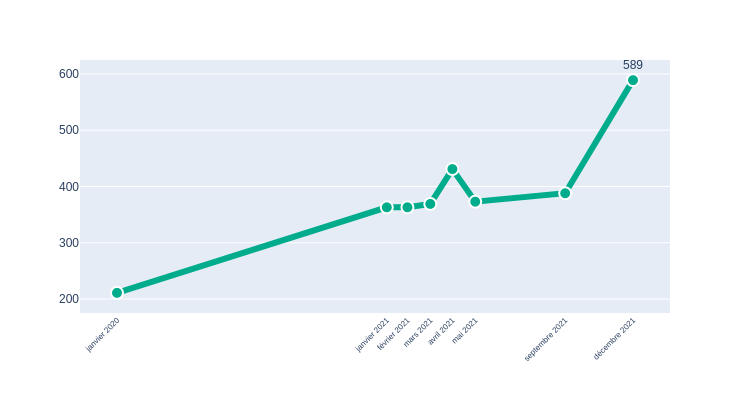 589
600
500
400
300
200
janvier 2020
janvier 2021
février 2021
mars 2021
avril 2021
mai 2021
septembre 2021
décembre 2021